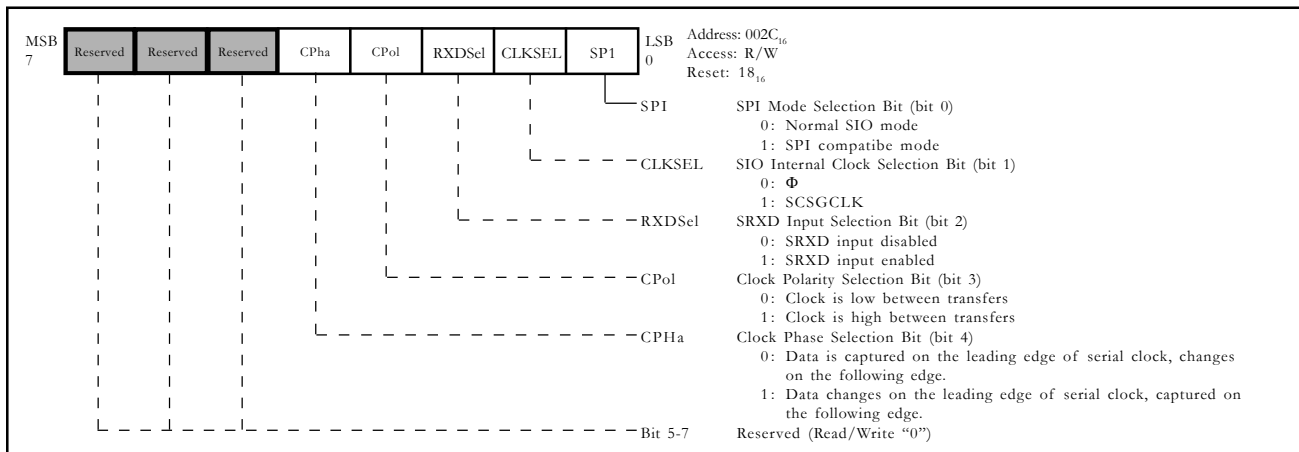 MSB
7
Reserved Reserved Reserved CPha CPol RXDSel CLKSEL SP1
LSB
0
Address: 002C₁₆
Access: R/W
Reset: 18₁₆
SPI SPI Mode Selection Bit (bit 0)
0: Normal SIO mode
1: SPI compatibe mode
CLKSEL SIO Internal Clock Selection Bit (bit 1)
0: Φ
1: SCSGCLK
RXDSel SRXD Input Selection Bit (bit 2)
0: SRXD input disabled
1: SRXD input enabled
CPol Clock Polarity Selection Bit (bit 3)
0: Clock is low between transfers
1: Clock is high between transfers
CPHa Clock Phase Selection Bit (bit 4)
0: Data is captured on the leading edge of serial clock, changes
on the following edge.
1: Data changes on the leading edge of serial clock, captured on
the following edge.
Bit 5-7 Reserved (Read/Write “0”)